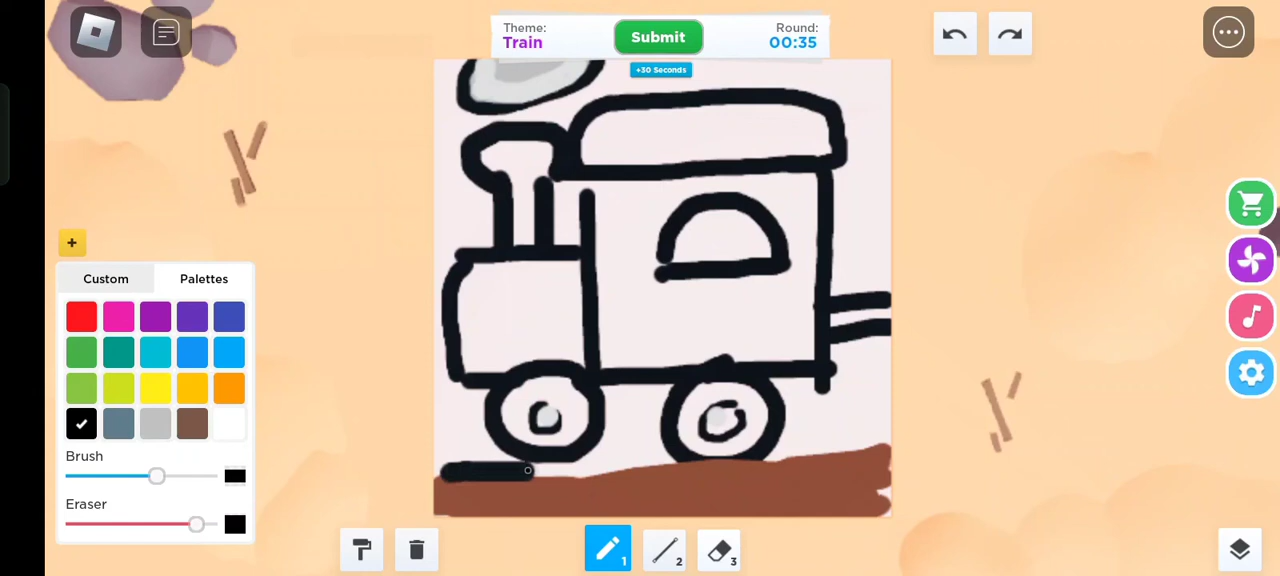 Theme:
Train
Submit
Round:
00:35
+30 Seconds
+
Custom
Palettes
Brush
Eraser
1
2
3